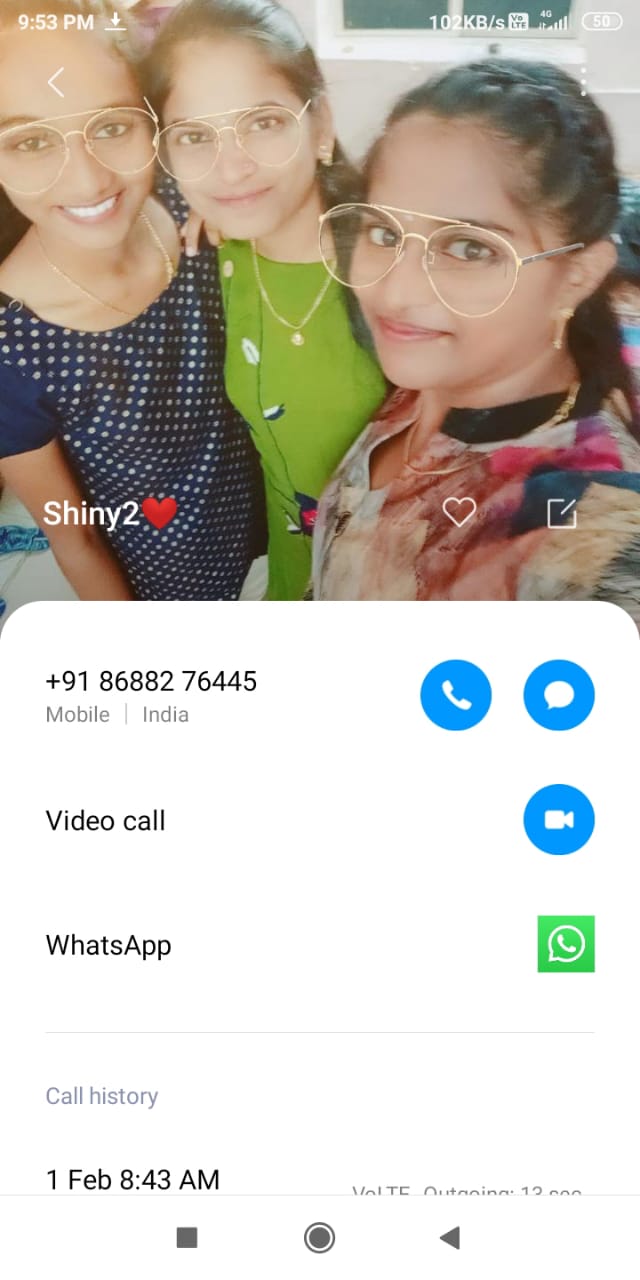 9:53 PM 102KB/s Vo LTE 4G 50
Shiny2❤️
+91 86882 76445
Mobile | India
Video call
WhatsApp
Call history
1 Feb 8:43 AM
VoLTE Outgoing: 13 sec